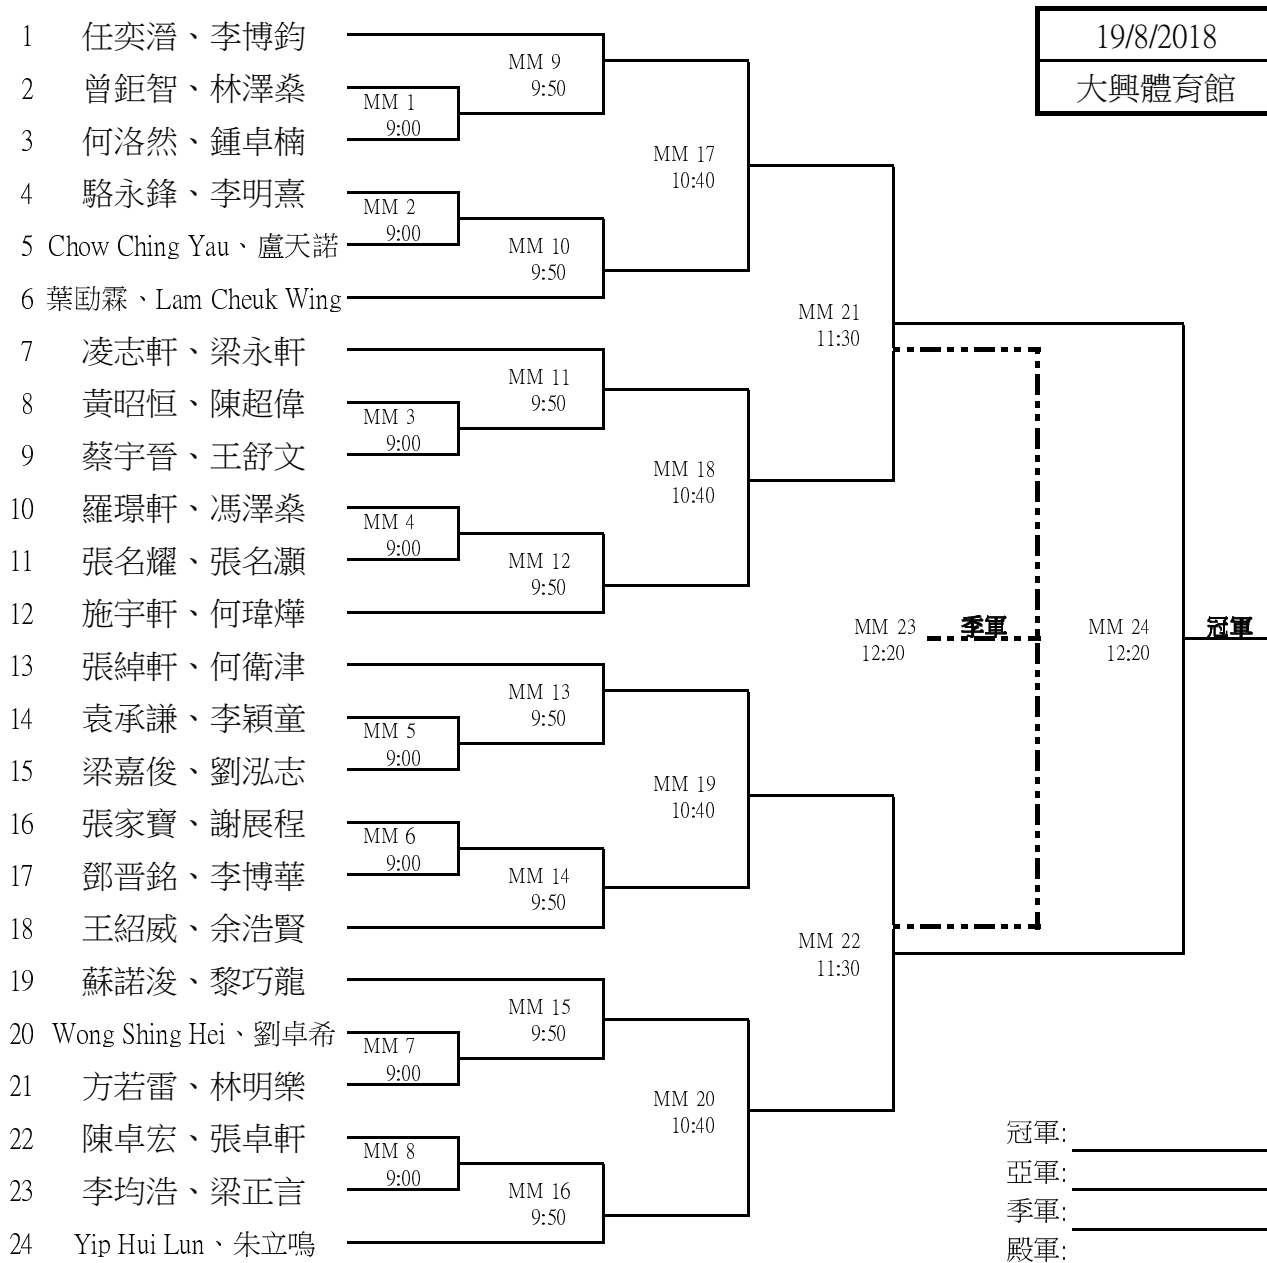 19/8/2018
大興體育館
1 任奕溍、李博鈞
2 曾鉅智、林澤燊
3 何洛然、鍾卓楠
4 駱永鋒、李明熹
5 Chow Ching Yau、盧天諾
6 葉劻霖、Lam Cheuk Wing
7 凌志軒、梁永軒
8 黃昭恒、陳超偉
9 蔡宇晉、王舒文
10 羅璟軒、馮澤燊
11 張名耀、張名灝
12 施宇軒、何瑋燁
13 張綽軒、何衛津
14 袁承謙、李穎童
15 梁嘉俊、劉泓志
16 張家寶、謝展程
17 鄧晋銘、李博華
18 王紹威、余浩賢
19 蘇諾浚、黎巧龍
20 Wong Shing Hei、劉卓希
21 方若雷、林明樂
22 陳卓宏、張卓軒
23 李均浩、梁正言
24 Yip Hui Lun、朱立鳴
MM 1
9:00
MM 2
9:00
MM 3
9:00
MM 4
9:00
MM 5
9:00
MM 6
9:00
MM 7
9:00
MM 8
9:00
MM 9
9:50
MM 10
9:50
MM 11
9:50
MM 12
9:50
MM 13
9:50
MM 14
9:50
MM 15
9:50
MM 16
9:50
MM 17
10:40
MM 18
10:40
MM 19
10:40
MM 20
10:40
MM 21
11:30
MM 22
11:30
MM 23
12:20
季軍
MM 24
12:20
冠軍
冠軍:
亞軍:
季軍:
殿軍: